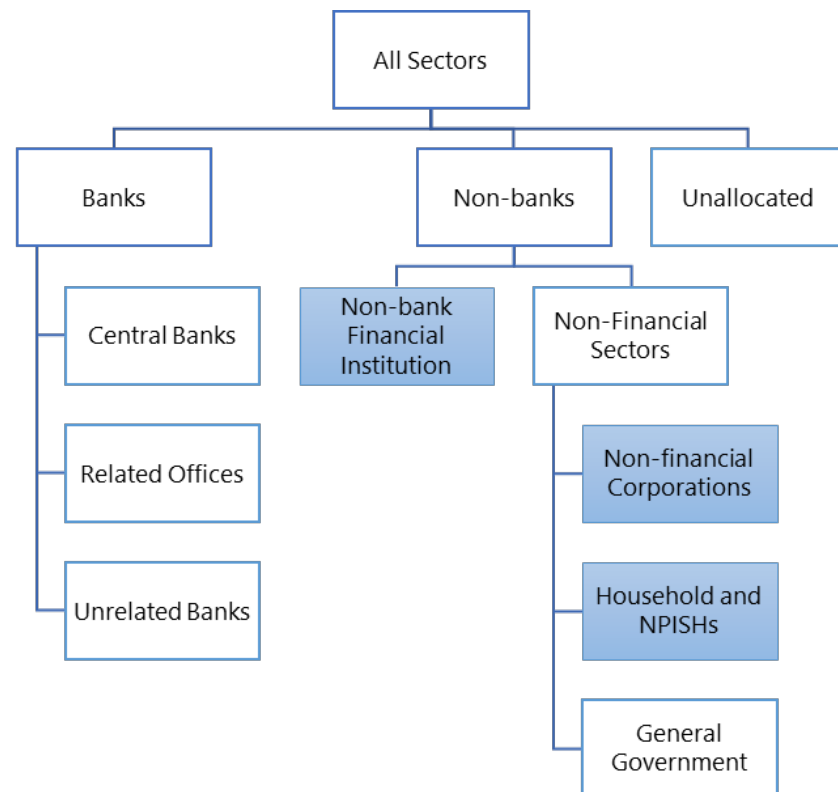 All Sectors
Banks
Non-banks
Unallocated
Central Banks
Non-bank
Financial
Institution
Non-Financial
Sectors
Related Offices
Non-financial
Corporations
Unrelated Banks
Household and
NPISHs
General
Government